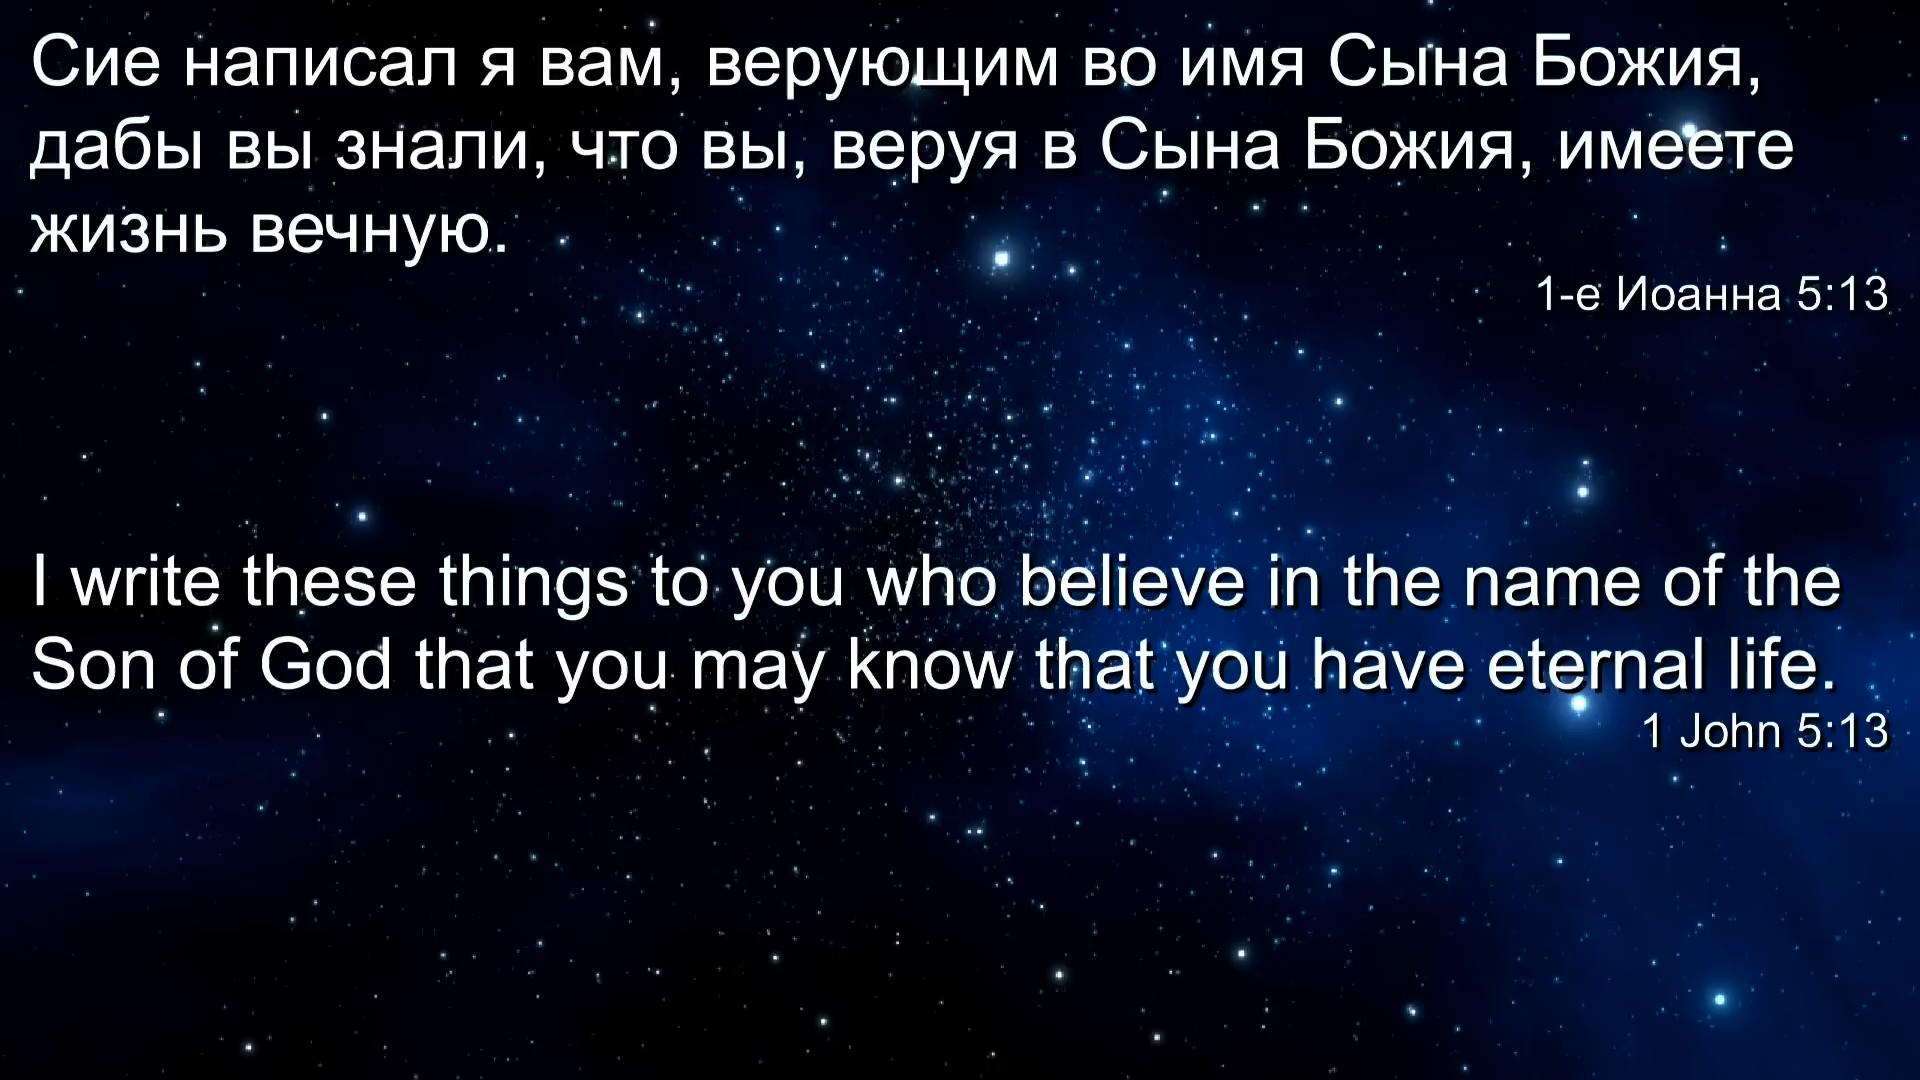 Сие написал я вам, верующим во имя Сына Божия,
дабы вы знали, что вы, веруя в Сына Божия, имеете
жизнь вечную.
1-е Иоанна 5:13
I write these things to you who believe in the name of the
Son of God that you may know that you have eternal life.
1 John 5:13